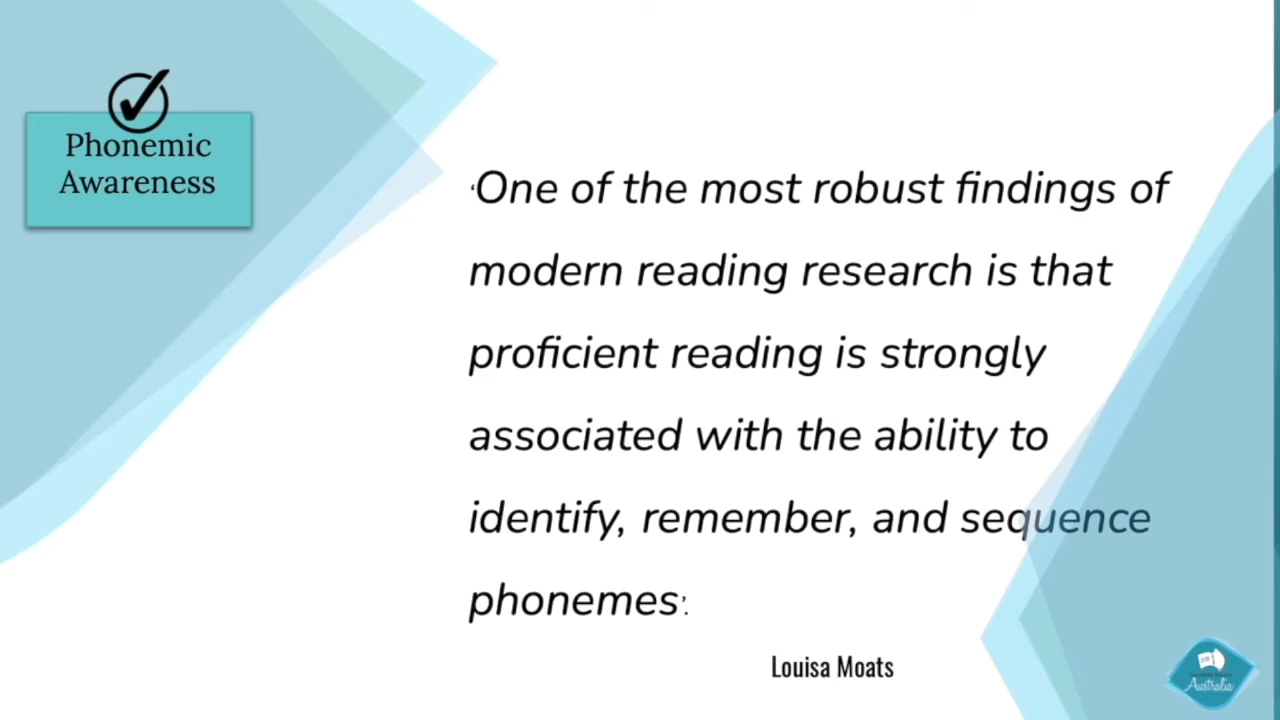 Phonemic
Awareness
‘One of the most robust findings of
modern reading research is that
proficient reading is strongly
associated with the ability to
identify, remember, and sequence
phonemes’.
Louisa Moats
Australia